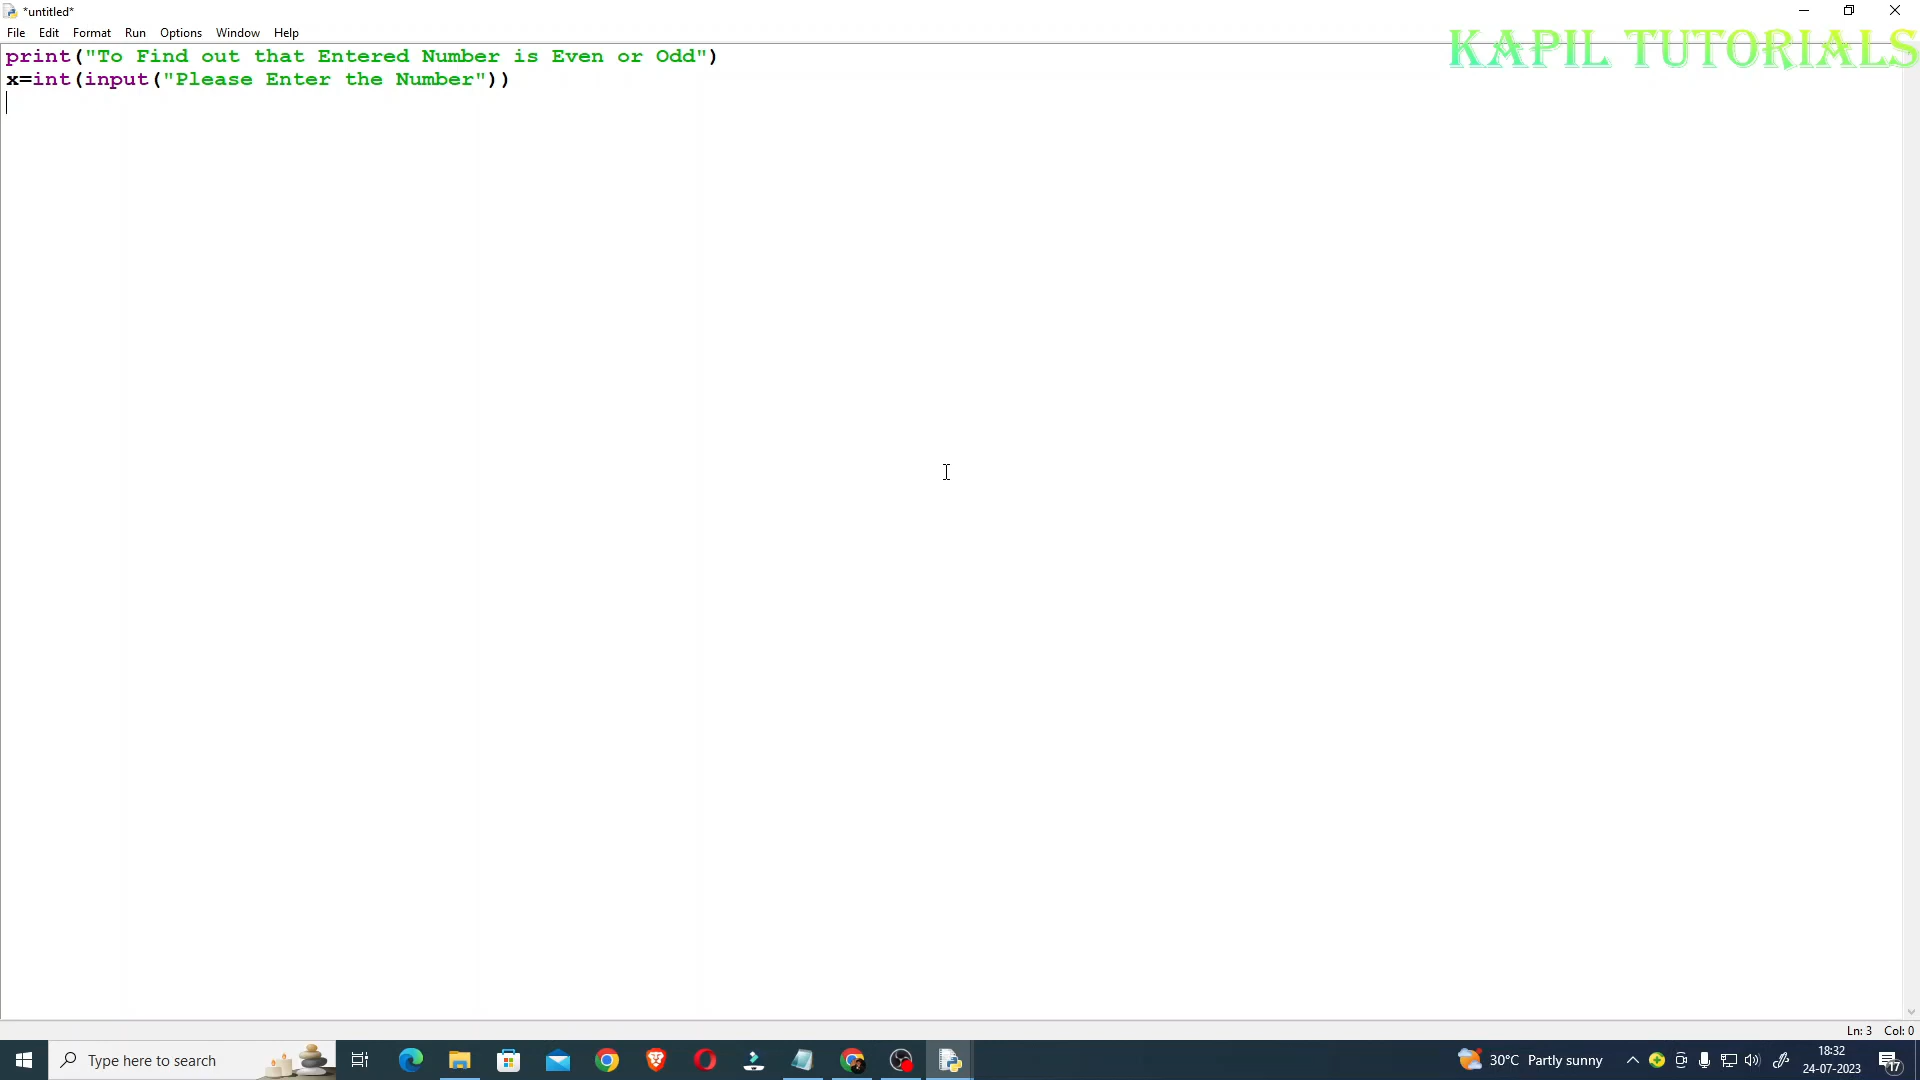 *untitled*
File Edit Format Run Options Window Help
KAPIL TUTORIALS
print("To Find out that Entered Number is Even or Odd")
x=int(input("Please Enter the Number"))
Ln: 3 Col: 0
Type here to search
30°C Partly sunny
18:32
24-07-2023
17